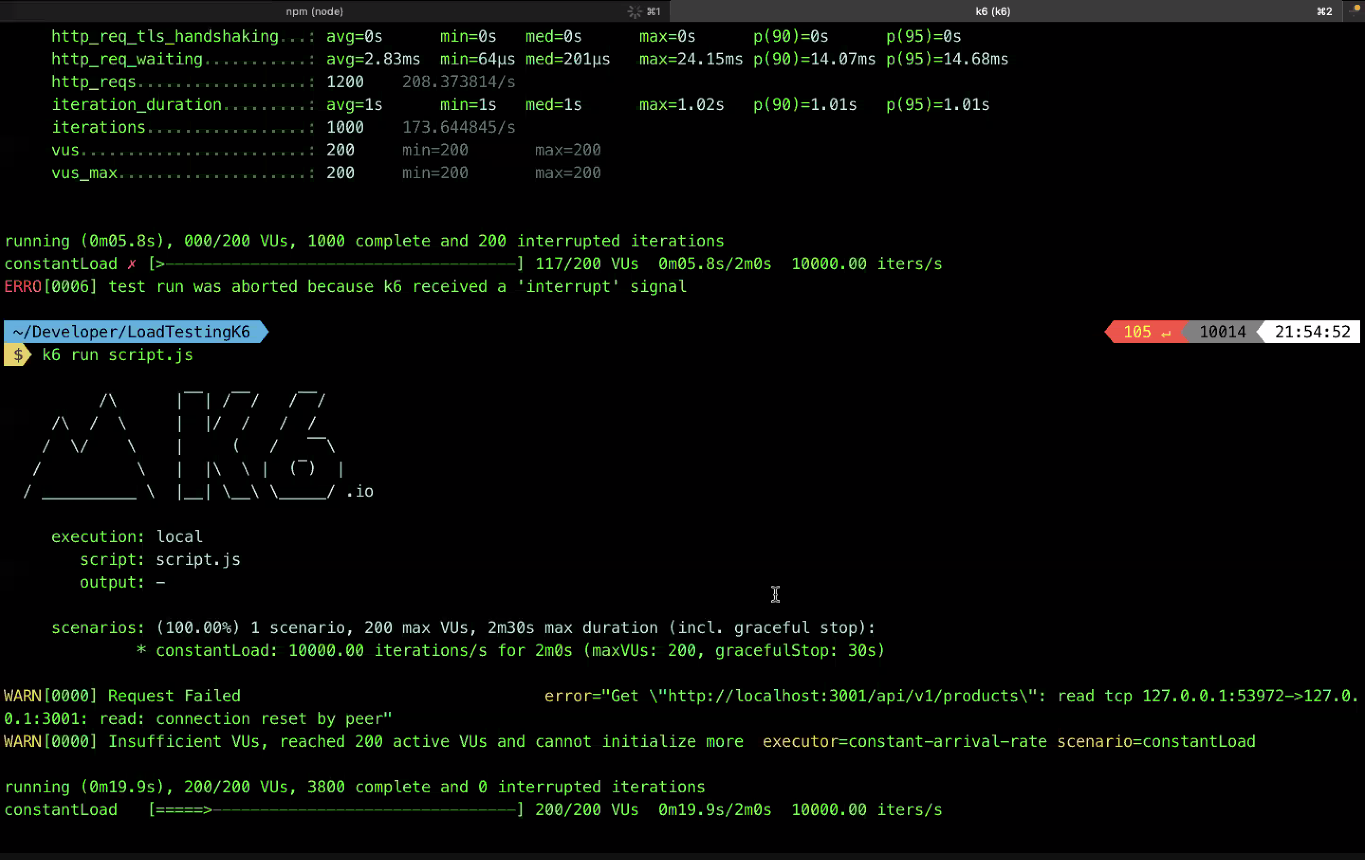 npm (node) ⌘1 k6 (k6) ⌘2
http_req_tls_handshaking...: avg=0s min=0s med=0s max=0s p(90)=0s p(95)=0s
http_req_waiting...........: avg=2.83ms min=64µs med=201µs max=24.15ms p(90)=14.07ms p(95)=14.68ms
http_reqs..................: 1200 208.373814/s
iteration_duration.........: avg=1s min=1s med=1s max=1.02s p(90)=1.01s p(95)=1.01s
iterations.................: 1000 173.644845/s
vus........................: 200 min=200 max=200
vus_max....................: 200 min=200 max=200
running (0m05.8s), 000/200 VUs, 1000 complete and 200 interrupted iterations
constantLoad ✗ [>--------------------------------------] 117/200 VUs 0m05.8s/2m0s 10000.00 iters/s
ERRO[0006] test run was aborted because k6 received a 'interrupt' signal
~/Developer/LoadTestingK6 105 ↵ 10014 21:54:52
$ k6 run script.js
K6 .io
execution: local
script: script.js
output: -
scenarios: (100.00%) 1 scenario, 200 max VUs, 2m30s max duration (incl. graceful stop):
* constantLoad: 10000.00 iterations/s for 2m0s (maxVUs: 200, gracefulStop: 30s)
WARN[0000] Request Failed error="Get \"http://localhost:3001/api/v1/products\": read tcp 127.0.0.1:53972->127.0.
0.1:3001: read: connection reset by peer"
WARN[0000] Insufficient VUs, reached 200 active VUs and cannot initialize more executor=constant-arrival-rate scenario=constantLoad
running (0m19.9s), 200/200 VUs, 3800 complete and 0 interrupted iterations
constantLoad [=====>--------------------------------] 200/200 VUs 0m19.9s/2m0s 10000.00 iters/s